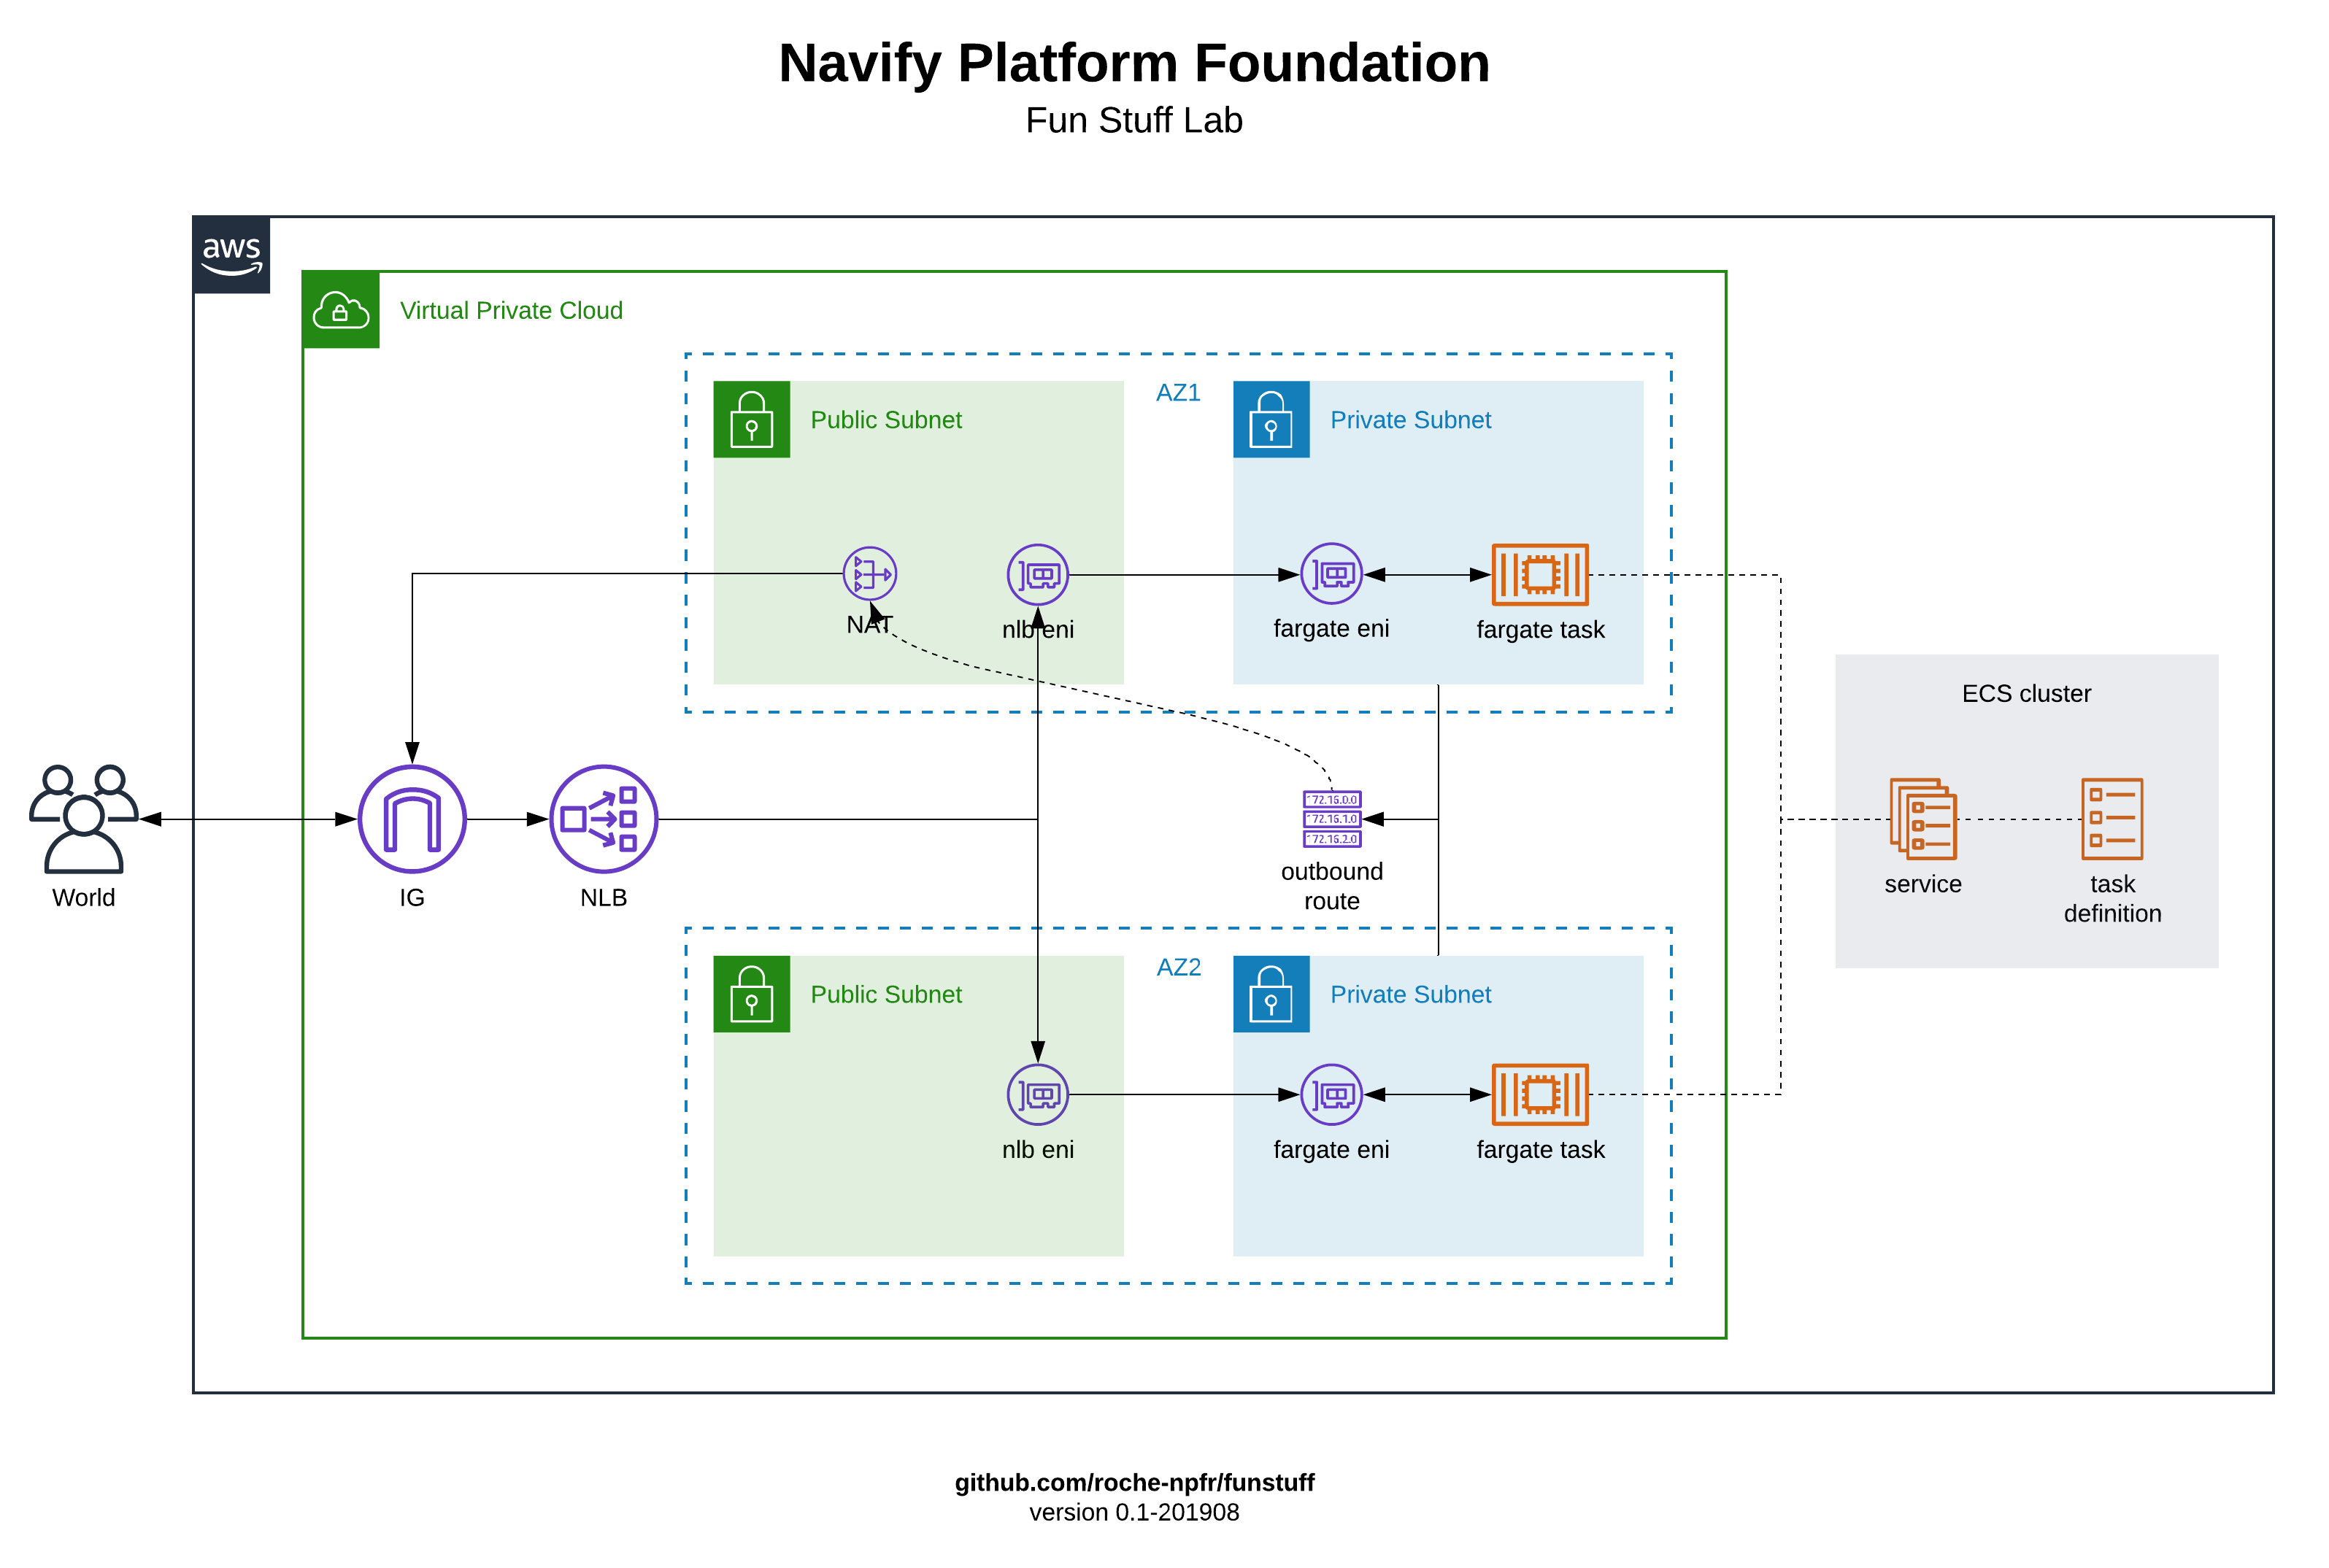 Navify Platform Foundation
Fun Stuff Lab
aws
Virtual Private Cloud
AZ1
Public Subnet
Private Subnet
NAT
nlb eni
fargate eni
fargate task
ECS cluster
172.16.0.0
172.16.1.0
172.16.2.0
outbound
route
World
IG
NLB
service
task
definition
AZ2
Public Subnet
Private Subnet
nlb eni
fargate eni
fargate task
github.com/roche-npfr/funstuff
version 0.1-201908